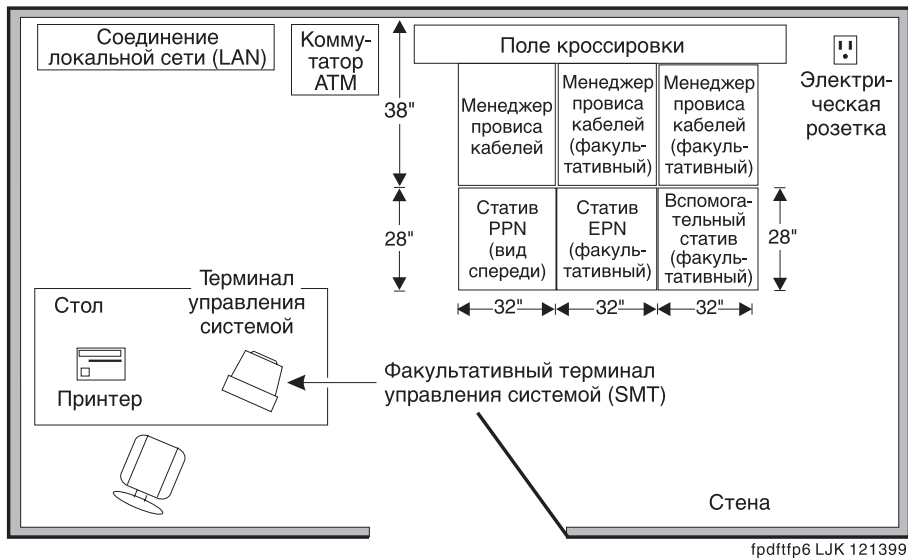 Соединение
локальной сети (LAN)
Комму-
татор
ATM
Поле кроссировки
Электри-
ческая
розетка
38"
Менеджер
провиса
кабелей
Менеджер
провиса
кабелей
(факуль-
тативный)
Менеджер
провиса
кабелей
(факуль-
тативный)
28"
Статив
PPN
(вид
спереди)
Статив
EPN
(факуль-
тативный)
Вспомога-
тельный
статив
(факуль-
тативный)
28"
32"
32"
32"
Стол
Терминал
управления
системой
Принтер
Факультативный терминал
управления системой (SMT)
Стена
fpdftfp6 LJK 121399